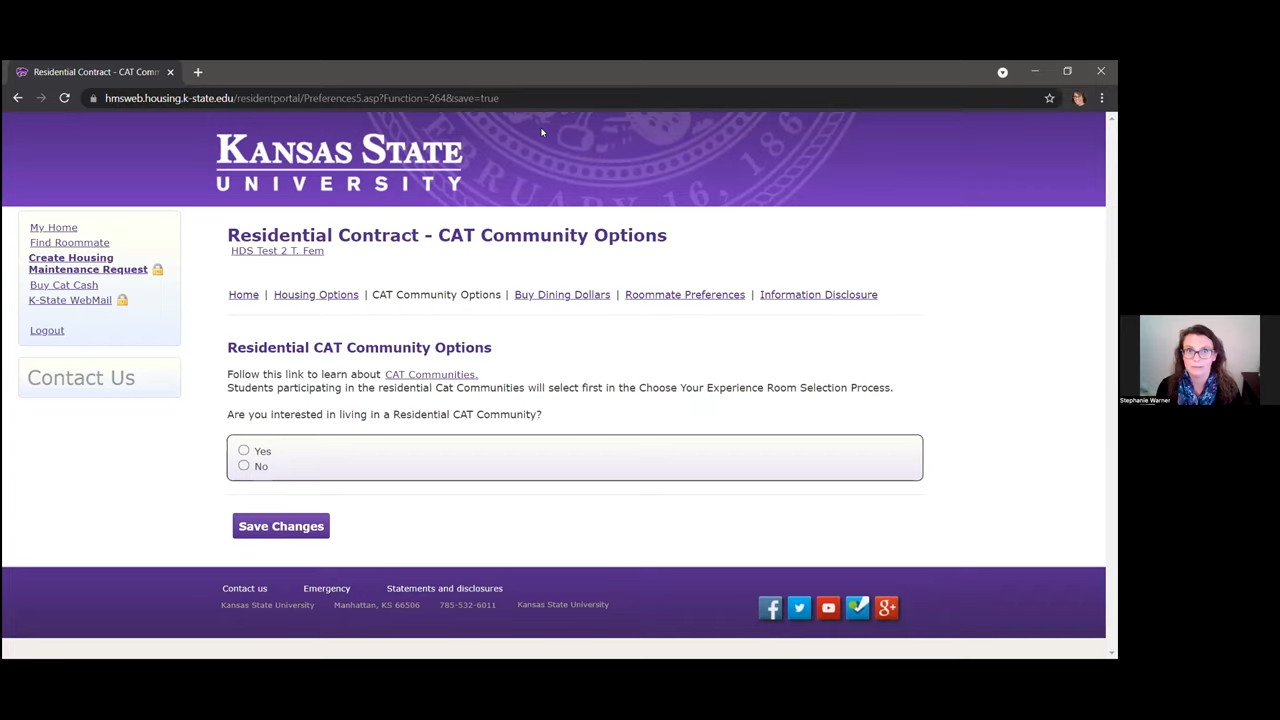 Residential Contract - CAT Comm
hmsweb.housing.k-state.edu/residentportal/Preferences5.asp?Function=264&save=true
KANSAS STATE
UNIVERSITY
FEBRUARY 16, 186
My Home
Find Roommate
Create Housing
Maintenance Request
Buy Cat Cash
K-State WebMail
Logout
Contact Us
Residential Contract - CAT Community Options
HDS Test 2 T. Fem
Home | Housing Options | CAT Community Options | Buy Dining Dollars | Roommate Preferences | Information Disclosure
Residential CAT Community Options
Follow this link to learn about CAT Communities.
Students participating in the residential Cat Communities will select first in the Choose Your Experience Room Selection Process.
Are you interested in living in a Residential CAT Community?
Yes
No
Save Changes
Contact us Emergency Statements and disclosures
Kansas State University Manhattan, KS 66506 785-532-6011 Kansas State University
Stephanie Warner